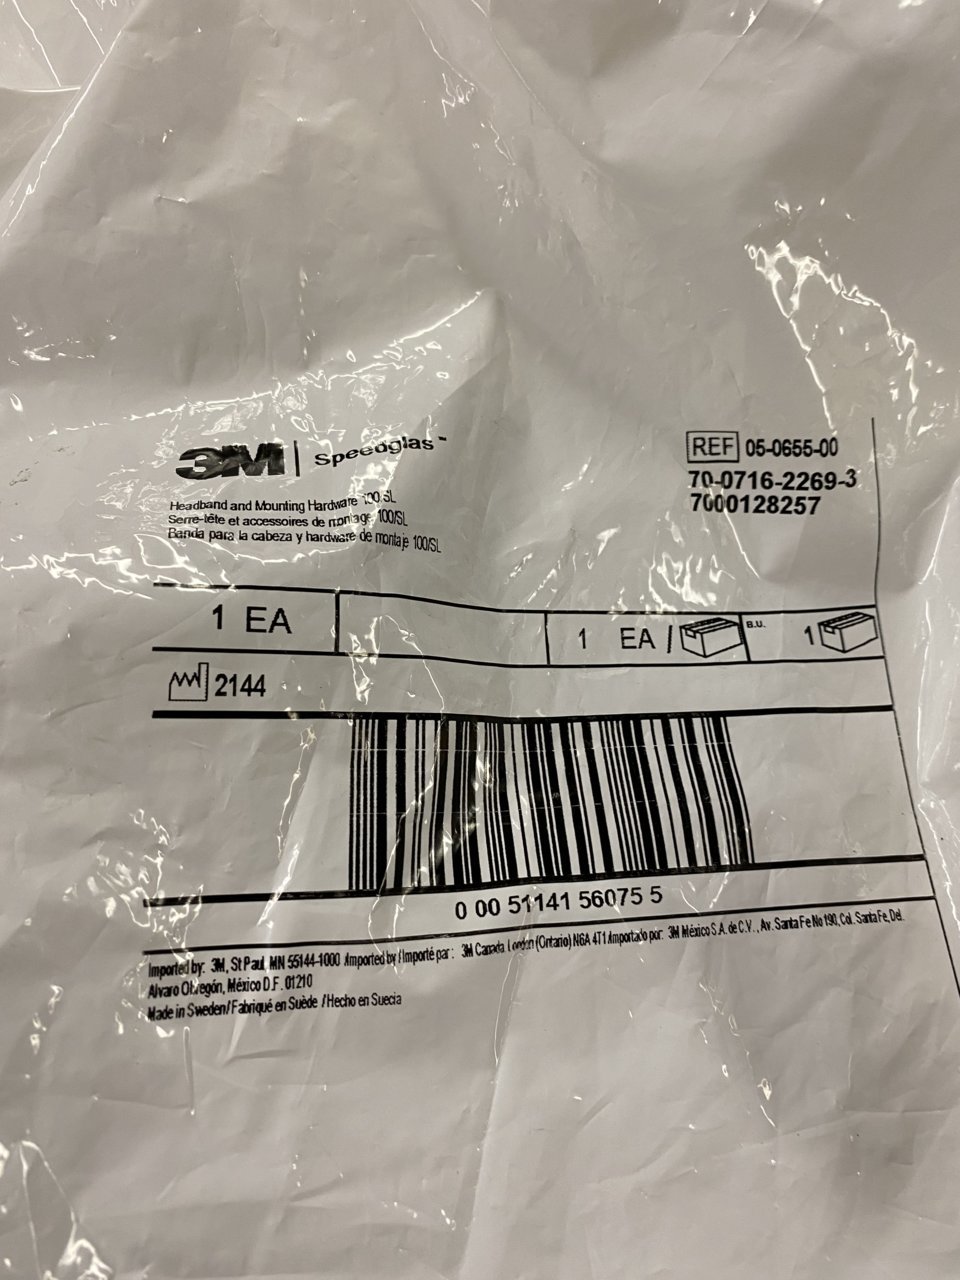 3M | Speedglas™
Headband and Mounting Hardware 100/SL
Serre-tête et accessoires de montage 100/SL
Banda para la cabeza y hardware de montaje 100/SL
REF 05-0655-00
70-0716-2269-3
7000128257
1 EA
1 EA /
B.U. 1
2144
0 00 51141 56075 5
Imported by: 3M, St Paul, MN 55144-1000 /Imported by / Importé par : 3M Canada London (Ontario) N6A 4T1 /Importado por: 3M México S.A. de C.V., Av. Santa Fe No 190, Col. Santa Fe, Del.
Alvaro Obregón, México D.F. 01210
Made in Sweden/ Fabriqué en Suède / Hecho en Suecia